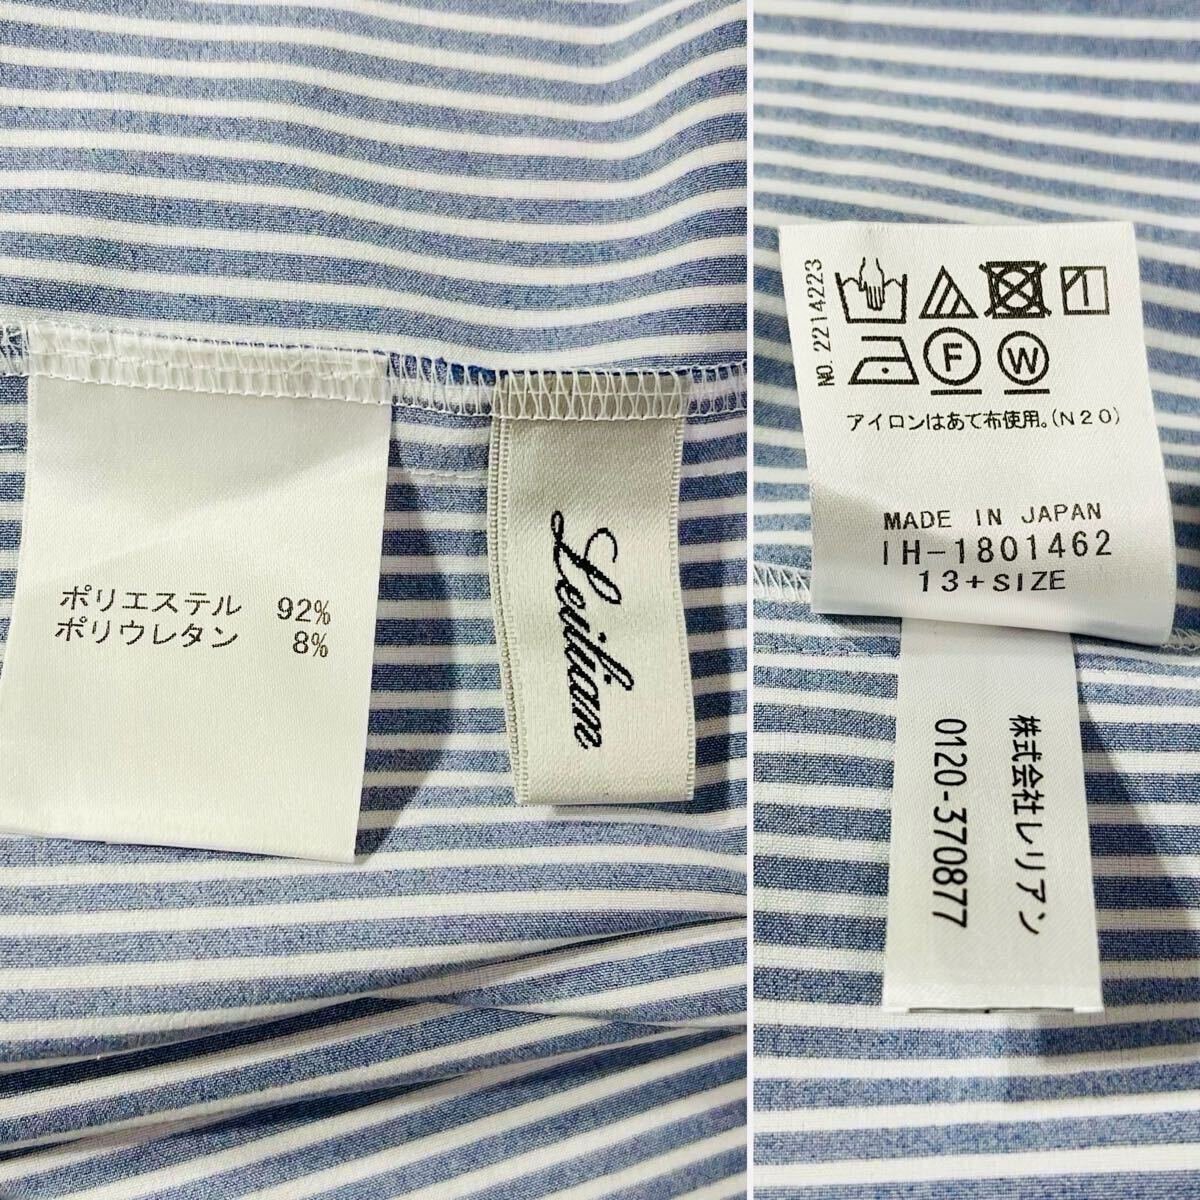 ポリエステル 92%
ポリウレタン 8%
Leilian
NO. 2214223
F
W
アイロンはあて布使用。(N20)
MADE IN JAPAN
IH-1801462
13+SIZE
株式会社レリアン
0120-370877